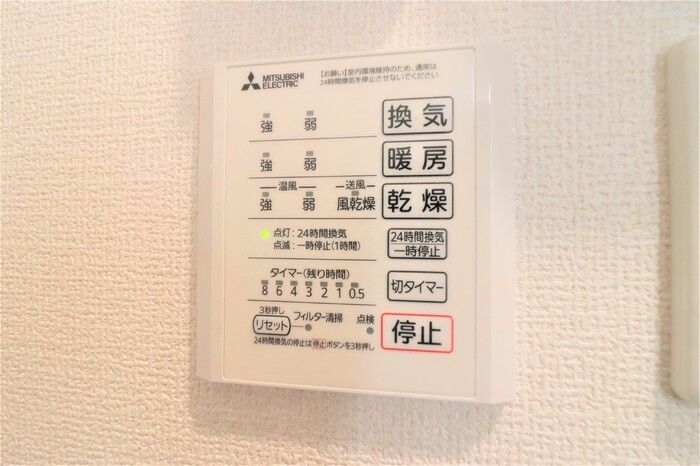 MITSUBISHI
ELECTRIC
【お願い】室内環境維持のため、通常は
24時間換気を停止させないでください
強 弱 換気
強 弱 暖房
温風 送風
強 弱 風乾燥 乾燥
点灯：24時間換気
点滅：一時停止(1時間)
24時間換気
一時停止
タイマー(残り時間)
8 6 4 3 2 1 0.5
切タイマー
3秒押し
リセット フィルター清掃 点検
停止
24時間換気の停止は停止ボタンを3秒押し